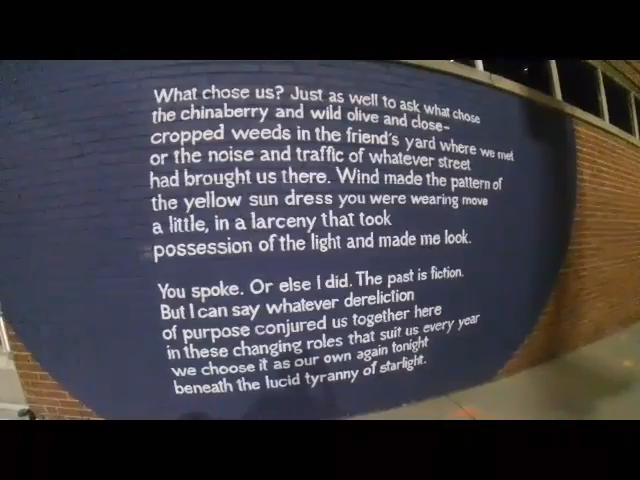 What chose us? Just as well to ask what chose
the chinaberry and wild olive and close-
cropped weeds in the friend's yard where we met
or the noise and traffic of whatever street
had brought us there. Wind made the pattern of
the yellow sun dress you were wearing move
a little, in a larceny that took
possession of the light and made me look.
You spoke. Or else I did. The past is fiction.
But I can say whatever dereliction
of purpose conjured us together here
in these changing roles that suit us every year
we choose it as our own again tonight
beneath the lucid tyranny of starlight.